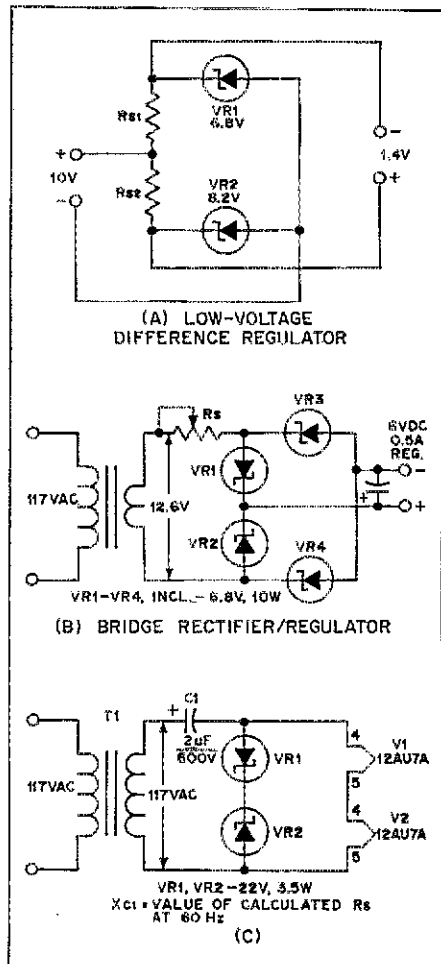 RS1
VR1
6.8V
+
10V
-
RS2
VR2
8.2V
-
1.4V
+
(A) LOW-VOLTAGE
DIFFERENCE REGULATOR
RS
VR3
VR1
6VDC
0.5A
REG.
-
+
+
117VAC
12.6V
VR2
VR4
VR1-VR4, INCL. - 6.8V, 10W
(B) BRIDGE RECTIFIER/REGULATOR
T1
+
C1
2uF
600V
4
V1
12AU7A
5
VR1
117VAC
117VAC
4
V2
12AU7A
5
VR2
VR1, VR2-22V, 3.5W
XC1 = VALUE OF CALCULATED RS
AT 60 HZ
(C)